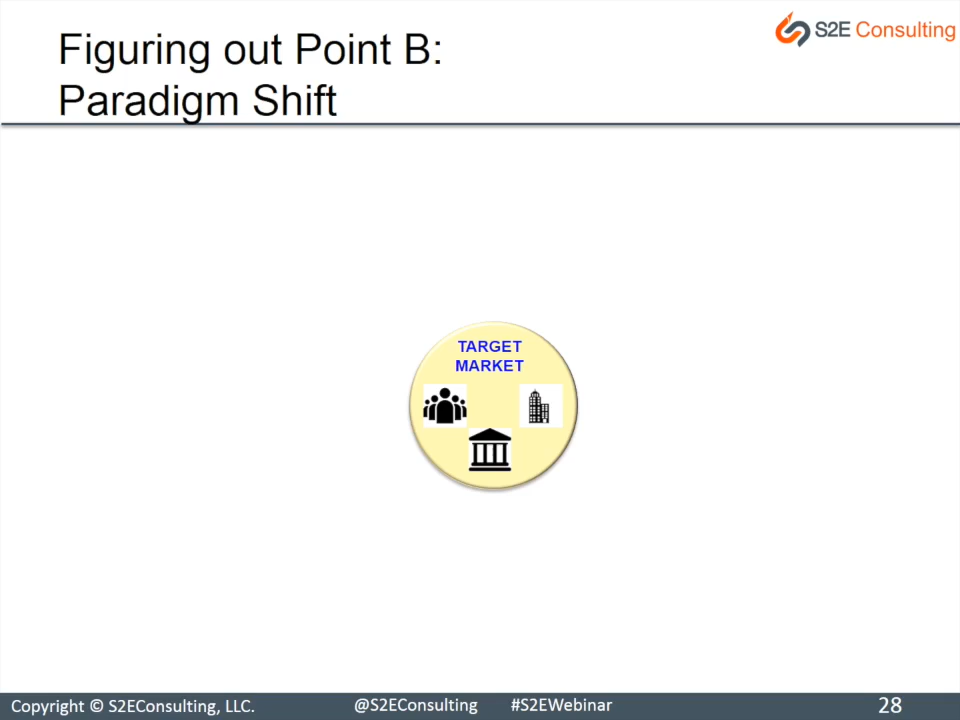 Figuring out Point B:
Paradigm Shift
S2E Consulting
TARGET
MARKET
Copyright © S2EConsulting, LLC.
@S2EConsulting
#S2EWebinar
28